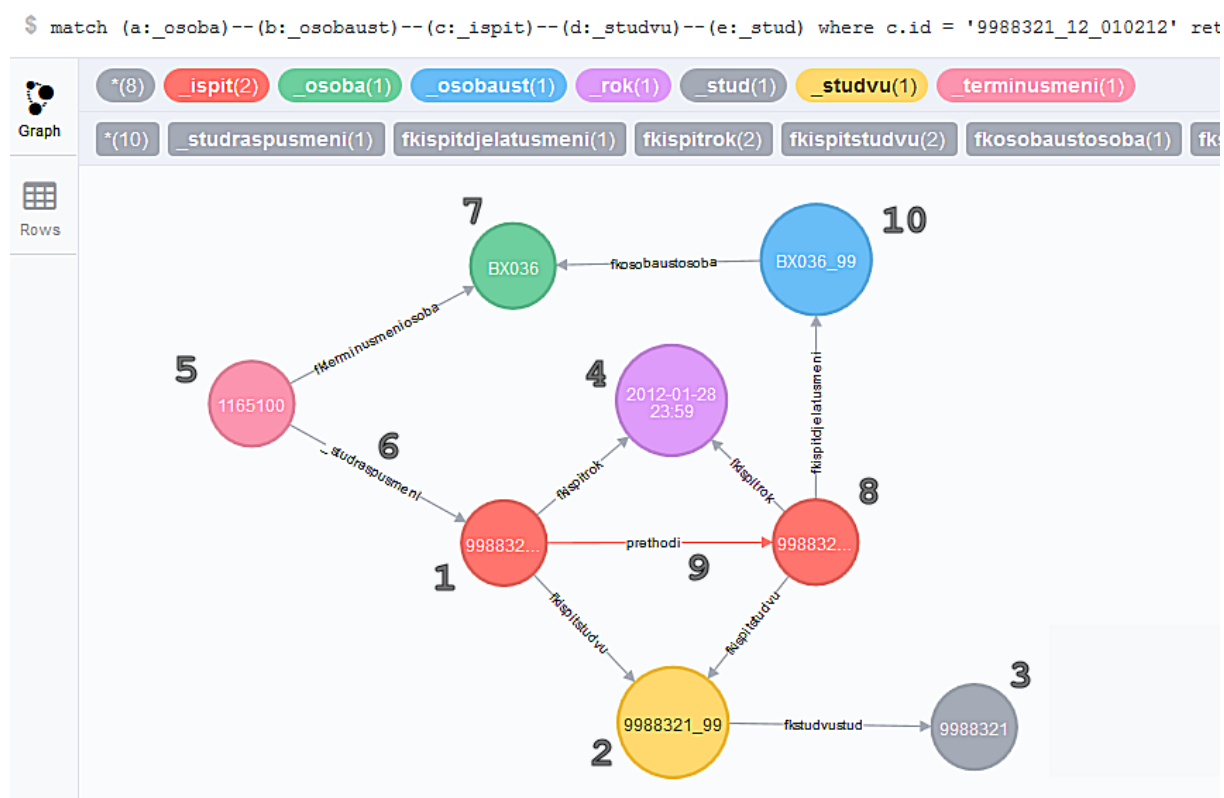 $ match (a:_osoba)--(b:_osobaust)--(c:_ispit)--(d:_studvu)--(e:_stud) where c.id = '9988321_12_010212' ret
*(8) _ispit(2) _osoba(1) _osobaust(1) _rok(1) _stud(1) _studvu(1) _terminusmeni(1)
Graph
*(10) _studraspusmeni(1) fkispitdjelatusmeni(1) fkispitrok(2) fkispitstudvu(2) fkosobaustosoba(1) fks
Rows
7
10
BX036
fkosobaustosoba
BX036_99
fkterminusmeniosoba
5
1165100
4
2012-01-28
23:59
fkispitdjelatusmeni
6
_studraspusmeni
fkispitrok
fkispitrok
8
998832...
prethodi
998832...
1
9
fkispitstudvu
fkispitstudvu
3
9988321_99
fkstudvustud
9988321
2